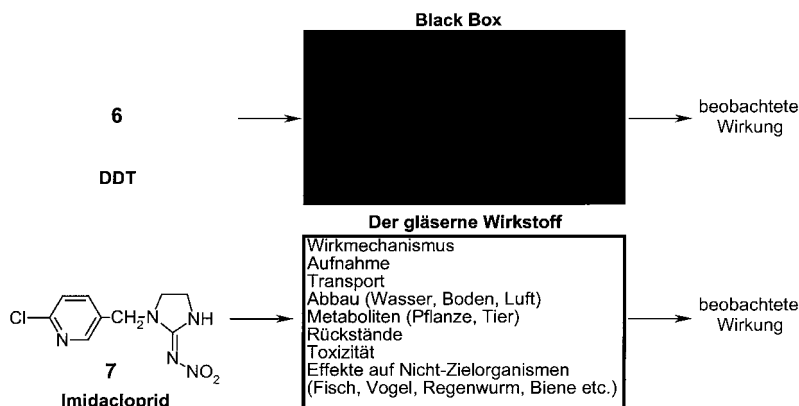 Black Box
6
DDT
beobachtete
Wirkung
Der gläserne Wirkstoff
Wirkmechanismus
Aufnahme
Transport
Abbau (Wasser, Boden, Luft)
Metaboliten (Pflanze, Tier)
Rückstände
Toxizität
Effekte auf Nicht-Zielorganismen
(Fisch, Vogel, Regenwurm, Biene etc.)
Cl
N
CH2
N
NH
N
NO2
7
Imidacloprid
beobachtete
Wirkung